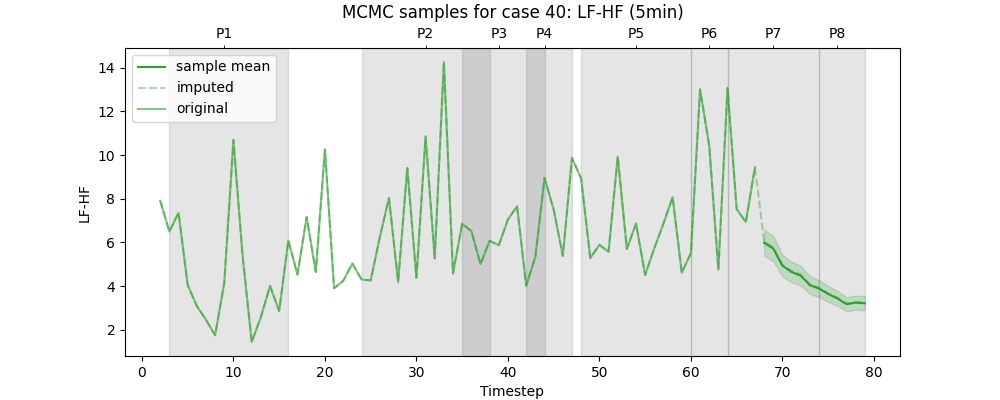 MCMC samples for case 40: LF-HF (5min)
P1 P2 P3 P4 P5 P6 P7 P8
sample mean
imputed
original
14
12
10
8
6
4
2
LF-HF
0 10 20 30 40 50 60 70 80
Timestep